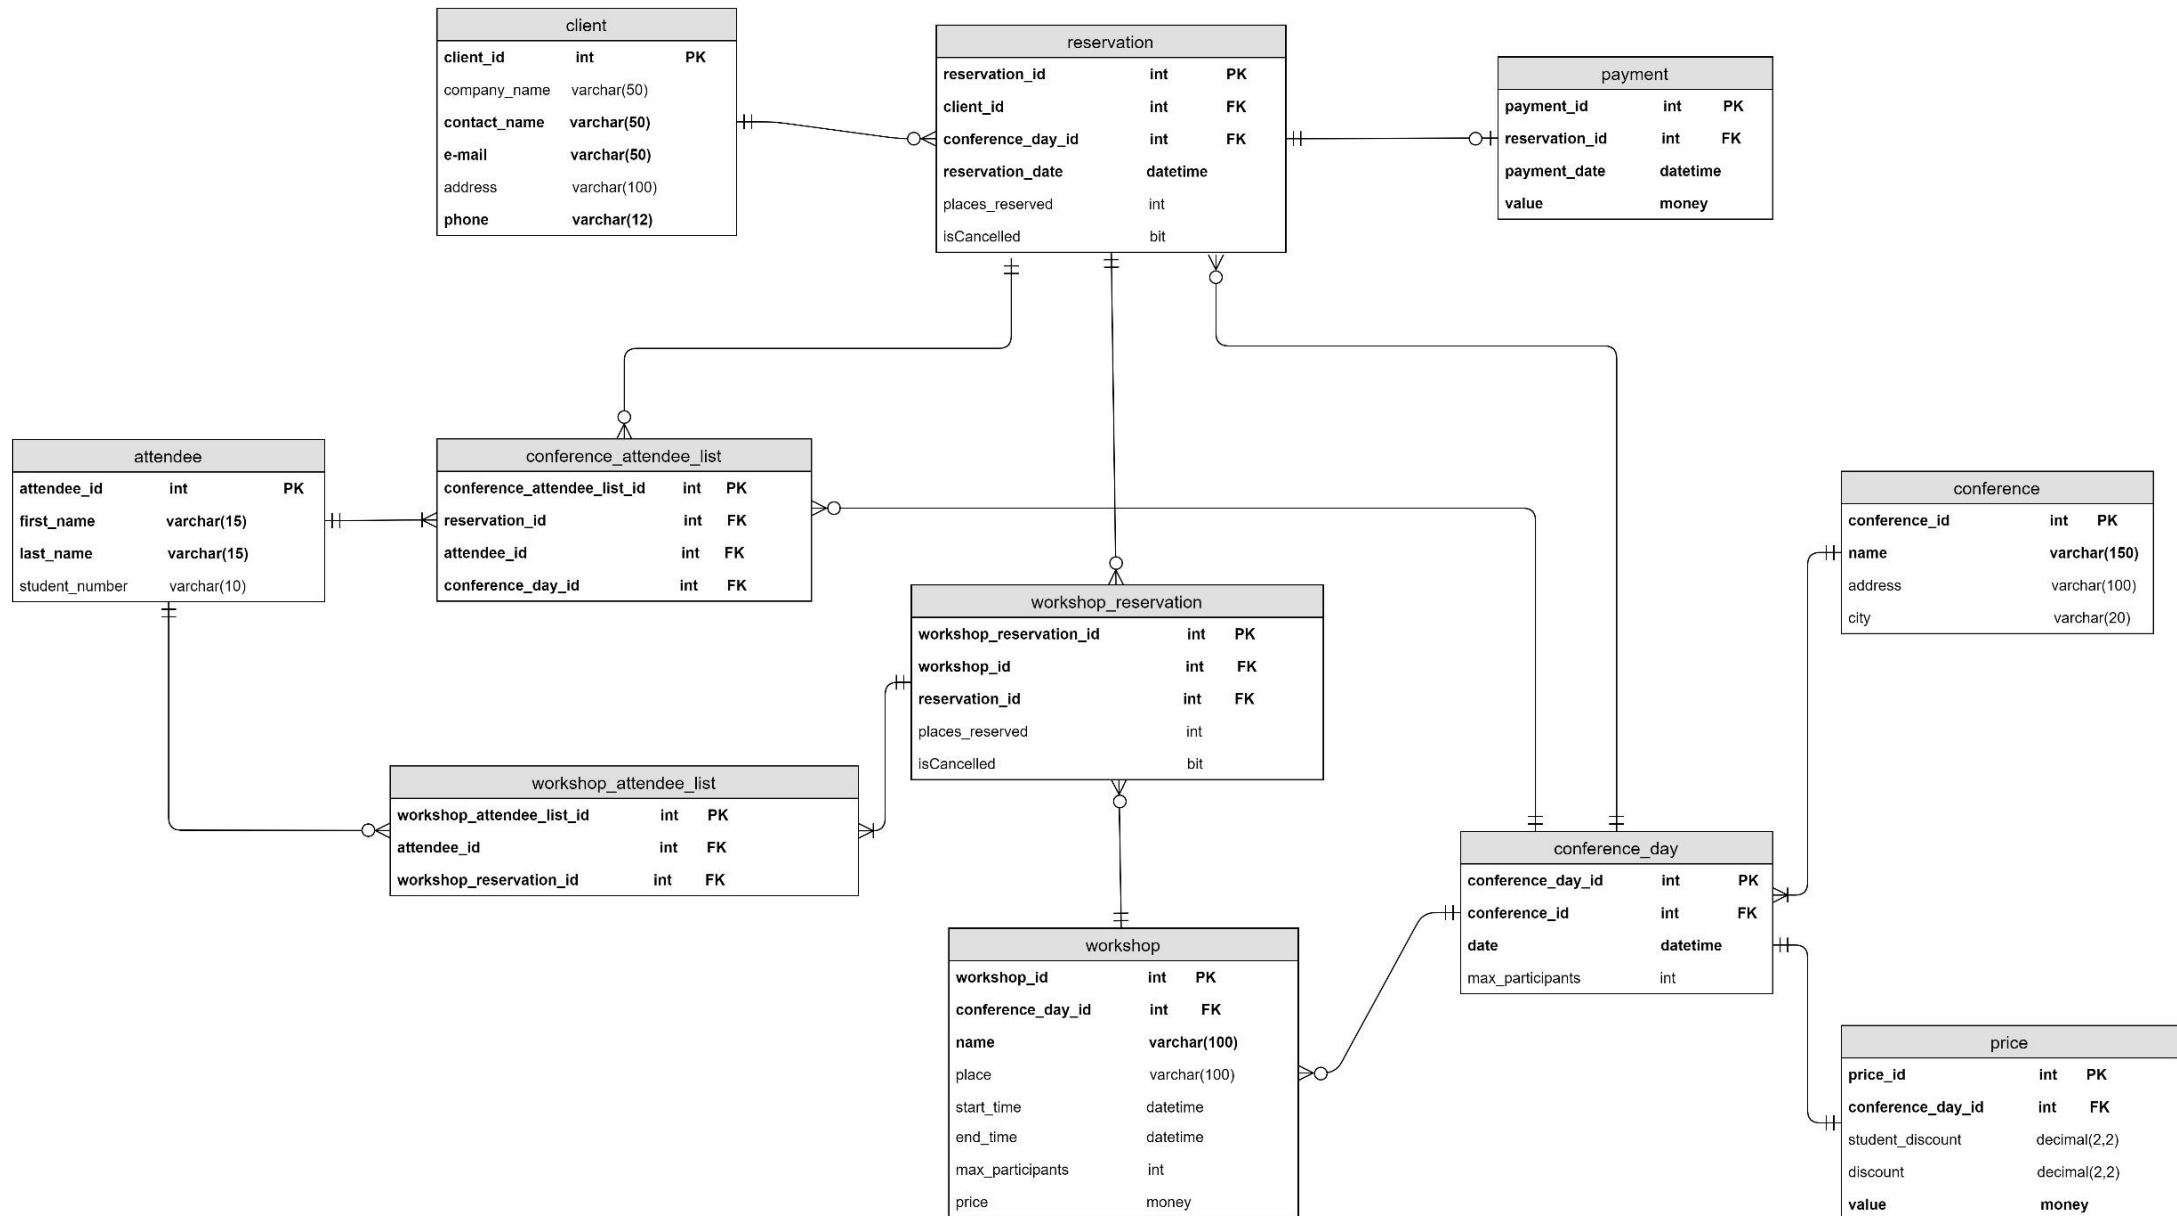 client
client_id int PK
company_name varchar(50)
contact_name varchar(50)
e-mail varchar(50)
address varchar(100)
phone varchar(12)
reservation
reservation_id int PK
client_id int FK
conference_day_id int FK
reservation_date datetime
places_reserved int
isCancelled bit
payment
payment_id int PK
reservation_id int FK
payment_date datetime
value money
attendee
attendee_id int PK
first_name varchar(15)
last_name varchar(15)
student_number varchar(10)
conference_attendee_list
conference_attendee_list_id int PK
reservation_id int FK
attendee_id int FK
conference_day_id int FK
conference
conference_id int PK
name varchar(150)
address varchar(100)
city varchar(20)
workshop_reservation
workshop_reservation_id int PK
workshop_id int FK
reservation_id int FK
places_reserved int
isCancelled bit
workshop_attendee_list
workshop_attendee_list_id int PK
attendee_id int FK
workshop_reservation_id int FK
conference_day
conference_day_id int PK
conference_id int FK
date datetime
max_participants int
workshop
workshop_id int PK
conference_day_id int FK
name varchar(100)
place varchar(100)
start_time datetime
end_time datetime
max_participants int
price money
price
price_id int PK
conference_day_id int FK
student_discount decimal(2,2)
discount decimal(2,2)
value money